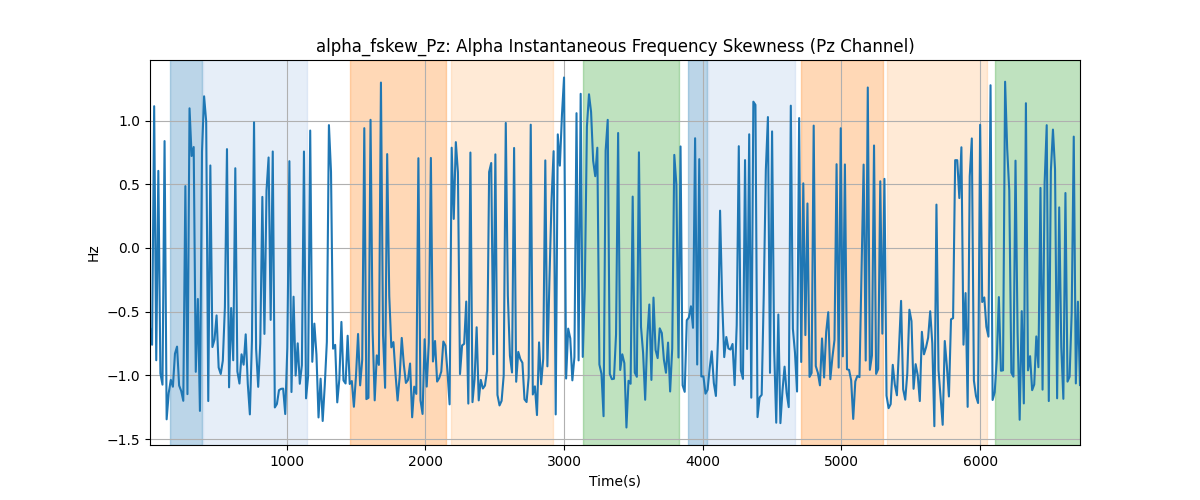 alpha_fskew_Pz: Alpha Instantaneous Frequency Skewness (Pz Channel)
1.0
0.5
0.0
−0.5
−1.0
−1.5
Hz
1000 2000 3000 4000 5000 6000
Time(s)